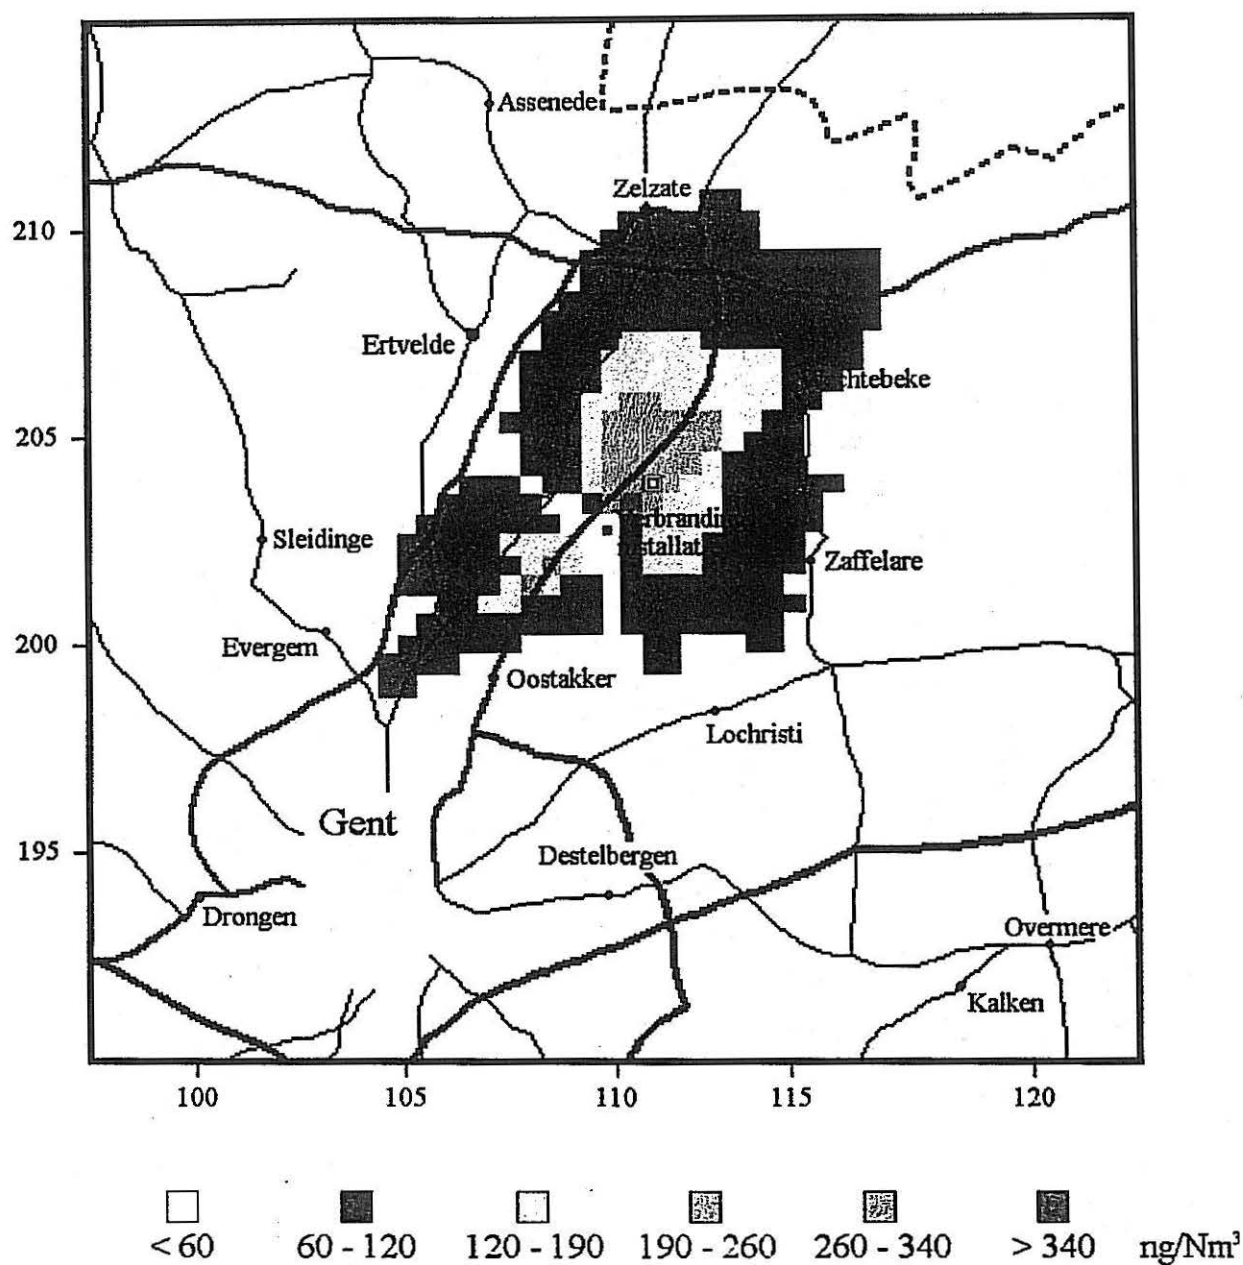 Assenede
Zelzate
210
Ertvelde
chtebeke
205
Sleidinge
Zaffelare
200
Evergem
Oostakker
Lochristi
Gent
195
Destelbergen
Drongen
Overmere
Kalken
100 105 110 115 120
< 60 60 - 120 120 - 190 190 - 260 260 - 340 > 340 ng/Nm³